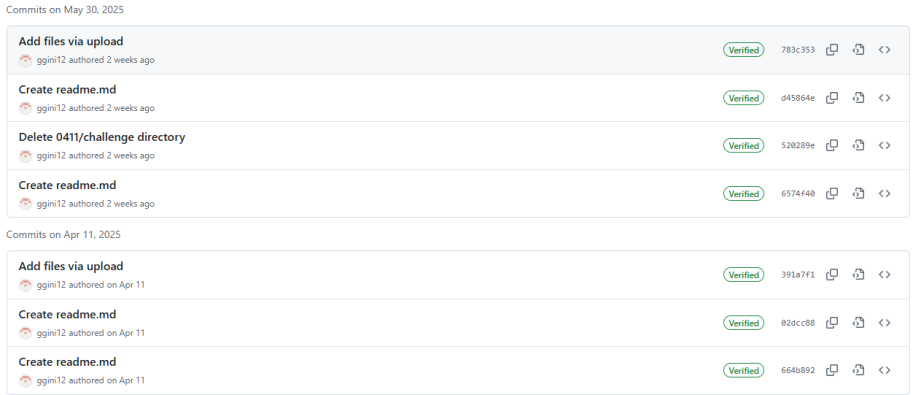 Commits on May 30, 2025
Add files via upload
ggini12 authored 2 weeks ago
Verified 783c353
Create readme.md
ggini12 authored 2 weeks ago
Verified d45864e
Delete 0411/challenge directory
ggini12 authored 2 weeks ago
Verified 520289e
Create readme.md
ggini12 authored 2 weeks ago
Verified 6574f40
Commits on Apr 11, 2025
Add files via upload
ggini12 authored on Apr 11
Verified 391a7f1
Create readme.md
ggini12 authored on Apr 11
Verified 02dcc88
Create readme.md
ggini12 authored on Apr 11
Verified 664b892